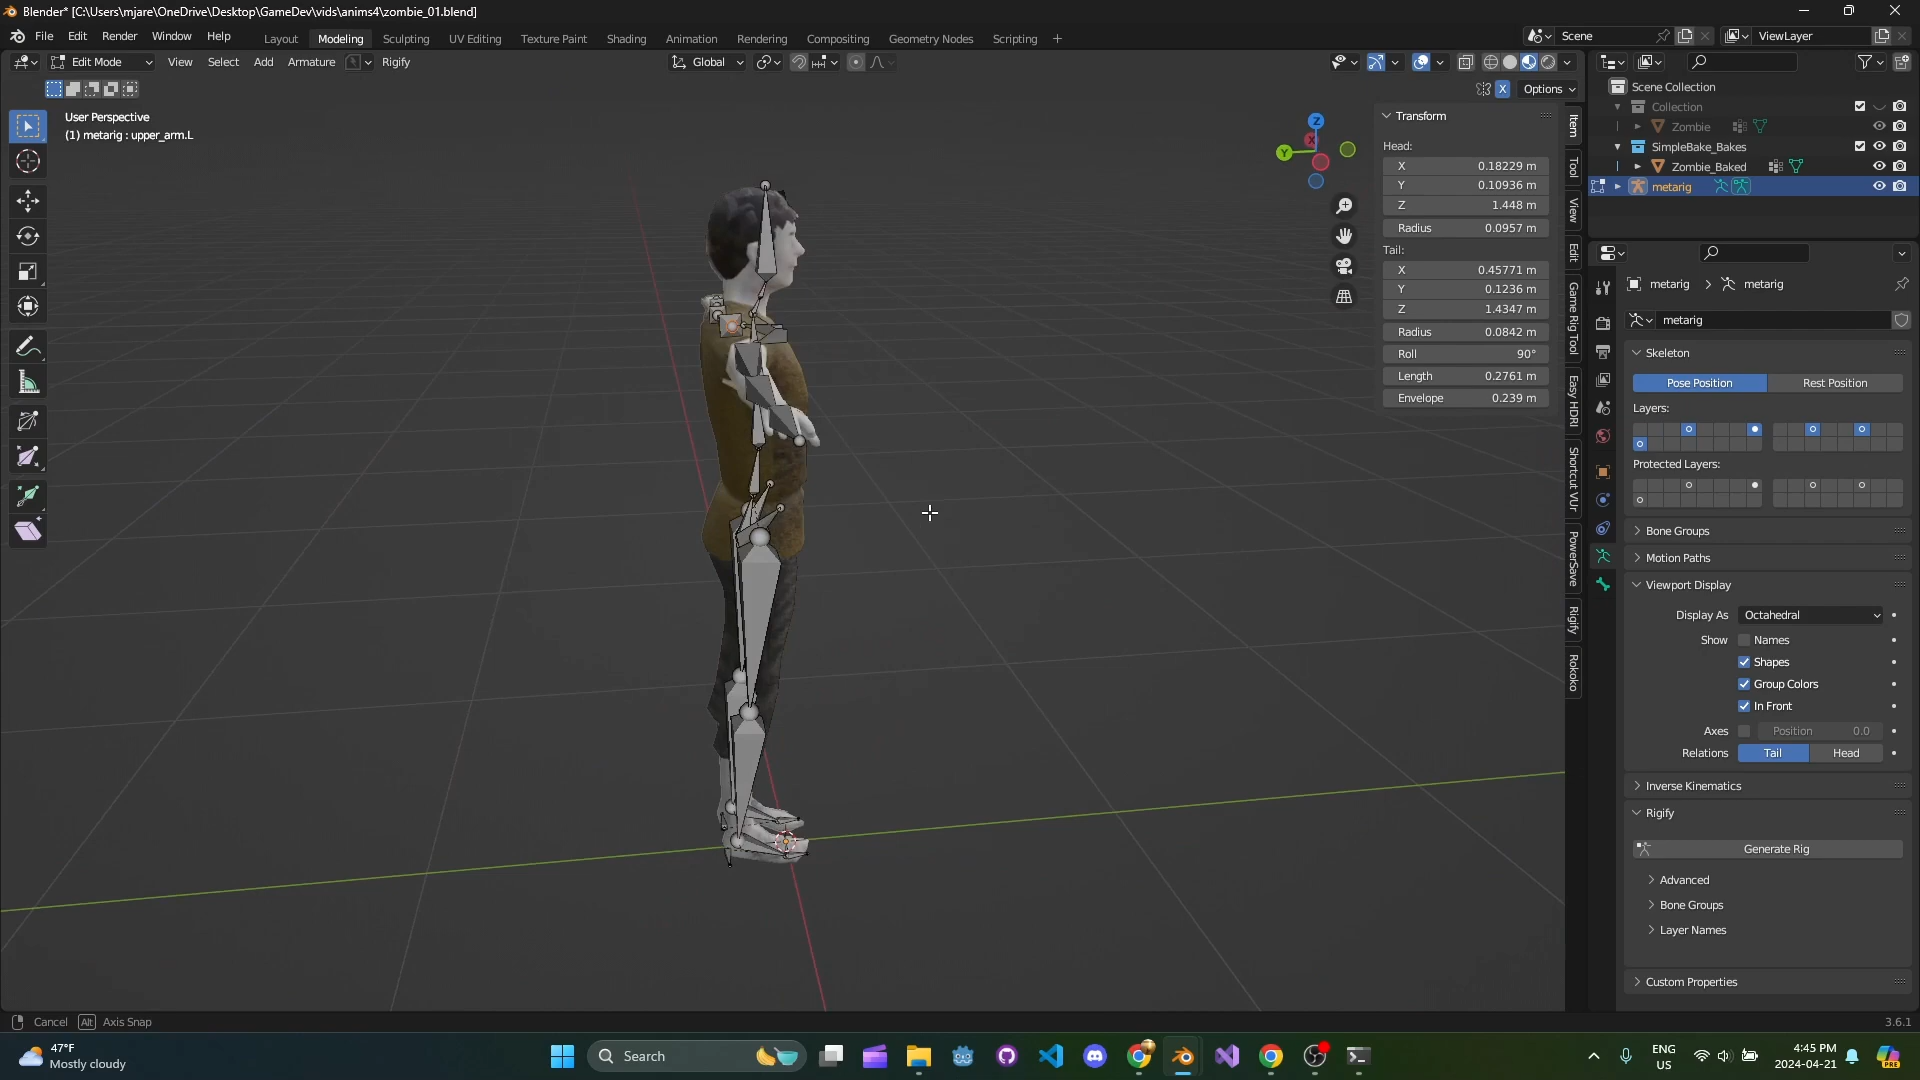 Blender* [C:\Users\mjare\OneDrive\Desktop\GameDev\vids\anims4\zombie_01.blend]
File Edit Render Window Help
Layout Modeling Sculpting UV Editing Texture Paint Shading Animation Rendering Compositing Geometry Nodes Scripting +
Scene
ViewLayer
Edit Mode View Select Add Armature Rigify
Global
X Options
User Perspective
(1) metarig : upper_arm.L
Z
X
Y
Transform
Head:
X 0.18229 m
Y 0.10936 m
Z 1.448 m
Radius 0.0957 m
Tail:
X 0.45771 m
Y 0.1236 m
Z 1.4347 m
Radius 0.0842 m
Roll 90°
Length 0.2761 m
Envelope 0.239 m
Item
Tool
View
Edit
Game Rig Tool
Easy HDRI
Shortcut VUr
PowerSave
Rigify
Rokoko
Scene Collection
Collection
Zombie
SimpleBake_Bakes
Zombie_Baked
metarig
metarig > metarig
metarig
Skeleton
Pose Position Rest Position
Layers:
Protected Layers:
Bone Groups
Motion Paths
Viewport Display
Display As Octahedral
Show Names
Shapes
Group Colors
In Front
Axes Position 0.0
Relations Tail Head
Inverse Kinematics
Rigify
Generate Rig
Advanced
Bone Groups
Layer Names
Custom Properties
Cancel Alt Axis Snap
3.6.1
47°F
Mostly cloudy
Search
ENG
US
4:45 PM
2024-04-21
PRE